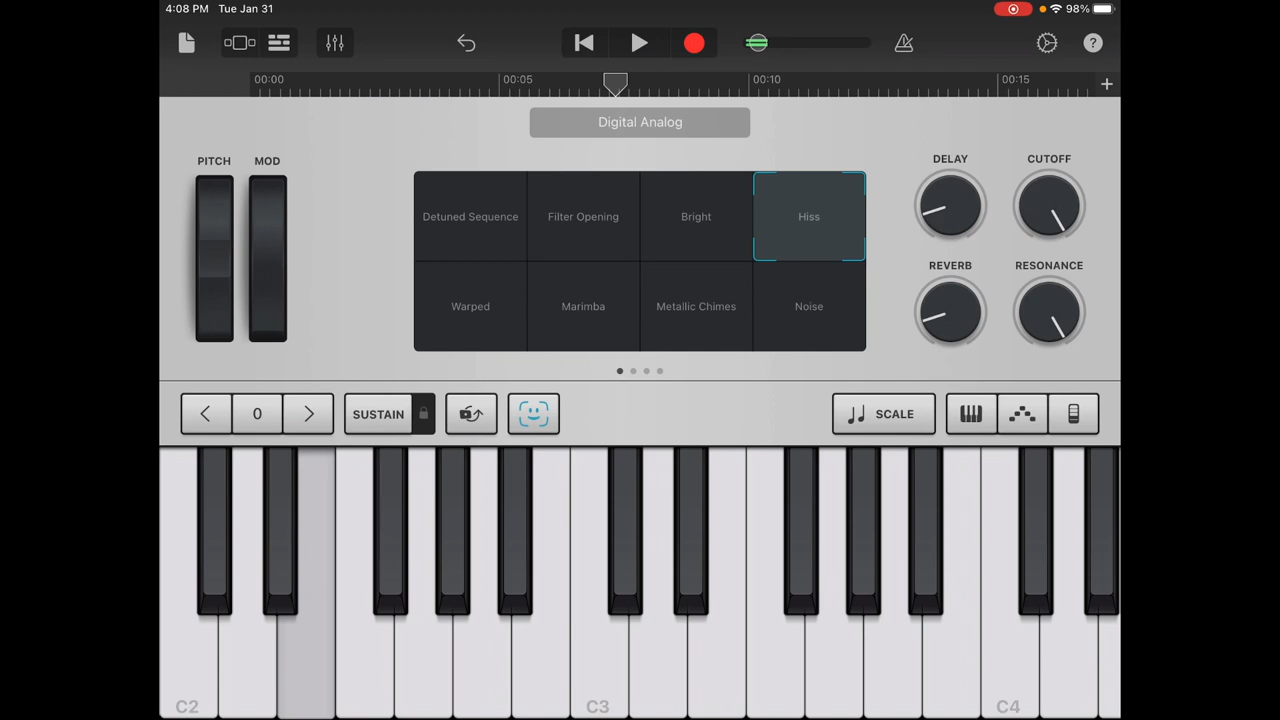 4:08 PM Tue Jan 31 98%
?
00:00 00:05 00:10 00:15 +
Digital Analog
PITCH MOD
DELAY CUTOFF
Detuned Sequence Filter Opening Bright Hiss
REVERB RESONANCE
Warped Marimba Metallic Chimes Noise
0 SUSTAIN SCALE
C2 C3 C4